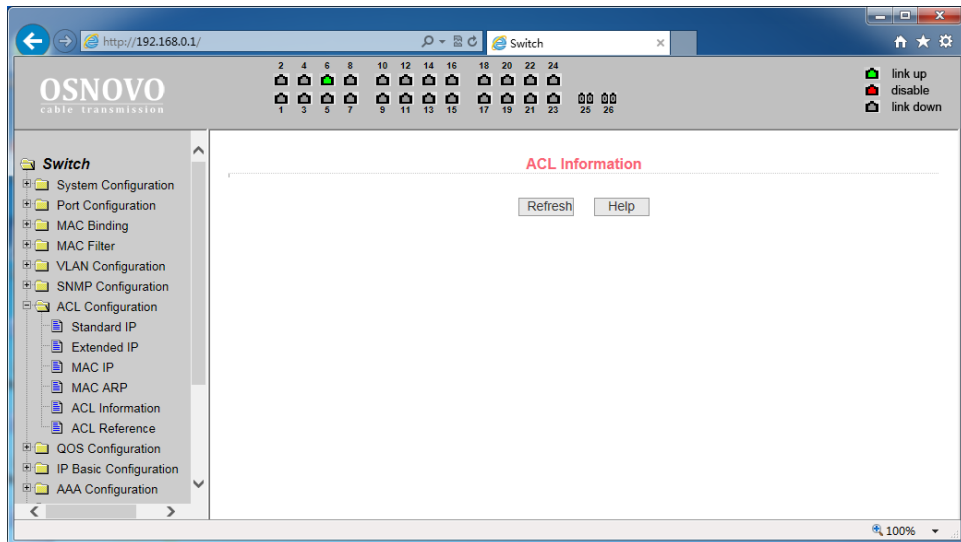 http://192.168.0.1/
Switch
OSNOVO
cable transmission
2 4 6 8 10 12 14 16 18 20 22 24
1 3 5 7 9 11 13 15 17 19 21 23 25 26
link up
disable
link down
Switch
System Configuration
Port Configuration
MAC Binding
MAC Filter
VLAN Configuration
SNMP Configuration
ACL Configuration
Standard IP
Extended IP
MAC IP
MAC ARP
ACL Information
ACL Reference
QOS Configuration
IP Basic Configuration
AAA Configuration
ACL Information
Refresh Help
100%